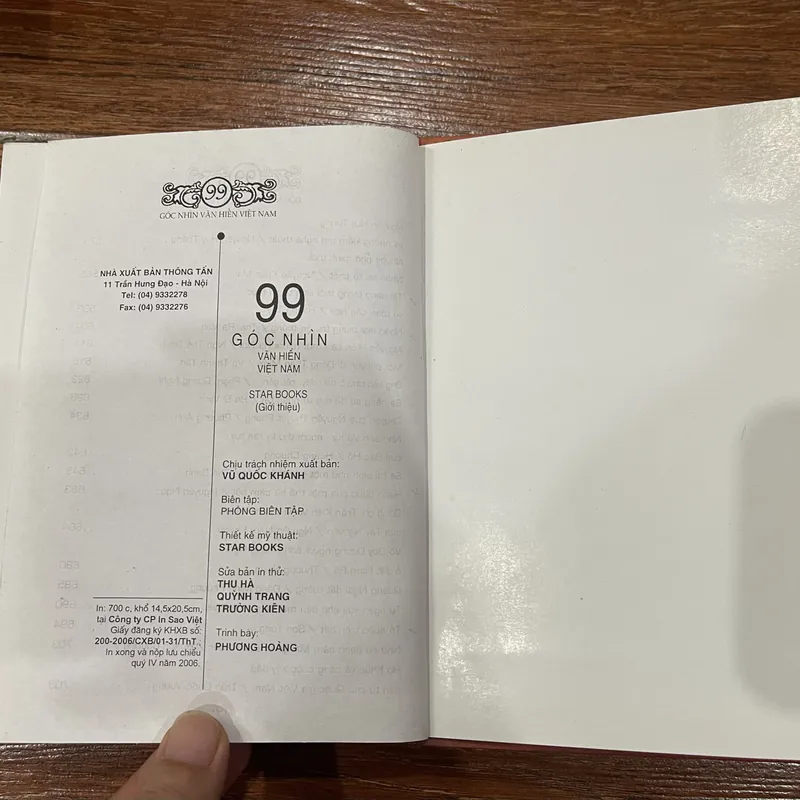 99
GÓC NHÌN VĂN HIẾN VIỆT NAM
NHÀ XUẤT BẢN THÔNG TẤN
11 Trần Hưng Đạo - Hà Nội
Tel: (04) 9332278
Fax: (04) 9332276
99
GÓC NHÌN
VĂN HIẾN
VIỆT NAM
STAR BOOKS
(Giới thiệu)
Chịu trách nhiệm xuất bản:
VŨ QUỐC KHÁNH
Biên tập:
PHÒNG BIÊN TẬP
Thiết kế mỹ thuật:
STAR BOOKS
Sửa bản in thử:
THU HÀ
QUỲNH TRANG
TRƯỜNG KIÊN
Trình bày:
PHƯƠNG HOÀNG
In: 700 c, khổ 14,5x20,5cm,
tại Công ty CP In Sao Việt
Giấy đăng ký KHXB số:
200-2006/CXB/01-31/ThT.;
In xong và nộp lưu chiểu
quý IV năm 2006.